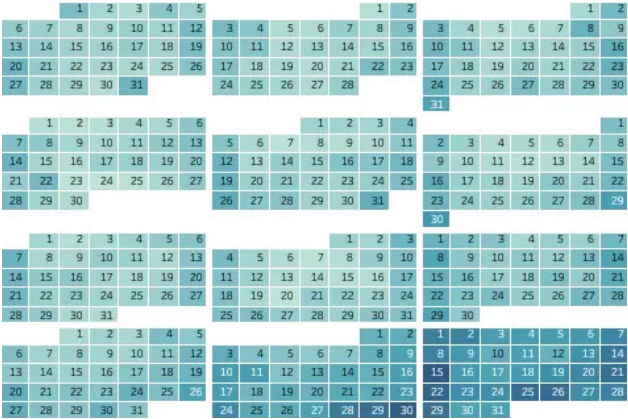 1 2 3 4 5
6 7 8 9 10 11 12
13 14 15 16 17 18 19
20 21 22 23 24 25 26
27 28 29 30 31
1 2
3 4 5 6 7 8 9
10 11 12 13 14 15 16
17 18 19 20 21 22 23
24 25 26 27 28
1 2
3 4 5 6 7 8 9
10 11 12 13 14 15 16
17 18 19 20 21 22 23
24 25 26 27 28 29 30
31
1 2 3 4 5 6
7 8 9 10 11 12 13
14 15 16 17 18 19 20
21 22 23 24 25 26 27
28 29 30
1 2 3 4
5 6 7 8 9 10 11
12 13 14 15 16 17 18
19 20 21 22 23 24 25
26 27 28 29 30 31
1
2 3 4 5 6 7 8
9 10 11 12 13 14 15
16 17 18 19 20 21 22
23 24 25 26 27 28 29
30
1 2 3 4 5 6
7 8 9 10 11 12 13
14 15 16 17 18 19 20
21 22 23 24 25 26 27
28 29 30 31
1 2 3
4 5 6 7 8 9 10
11 12 13 14 15 16 17
18 19 20 21 22 23 24
25 26 27 28 29 30 31
1 2 3 4 5 6 7
8 9 10 11 12 13 14
15 16 17 18 19 20 21
22 23 24 25 26 27 28
29 30
1 2 3 4 5
6 7 8 9 10 11 12
13 14 15 16 17 18 19
20 21 22 23 24 25 26
27 28 29 30 31
1 2
3 4 5 6 7 8 9
10 11 12 13 14 15 16
17 18 19 20 21 22 23
24 25 26 27 28 29 30
1 2 3 4 5 6 7
8 9 10 11 12 13 14
15 16 17 18 19 20 21
22 23 24 25 26 27 28
29 30 31